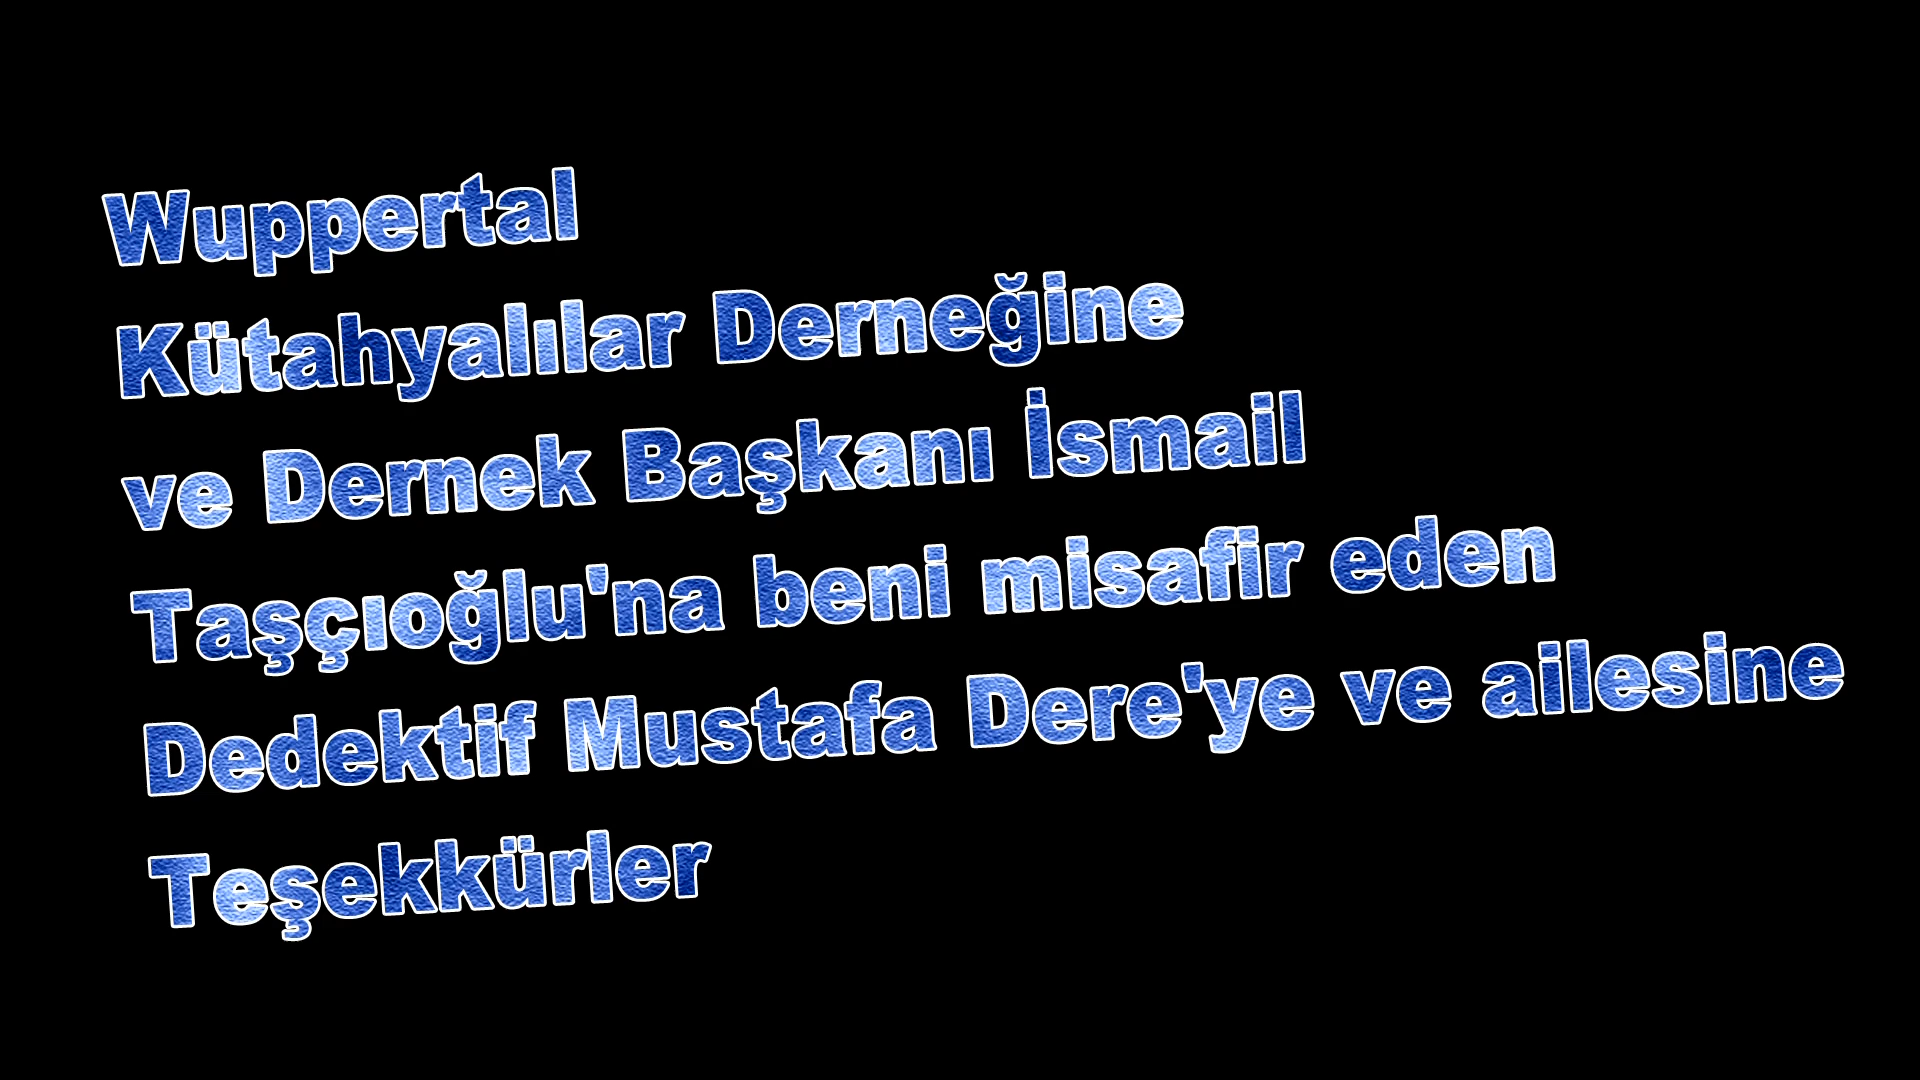 Wuppertal
Kütahyalılar Derneğine
ve Dernek Başkanı İsmail
Taşçıoğlu'na beni misafir eden
Dedektif Mustafa Dere'ye ve ailesine
Teşekkürler